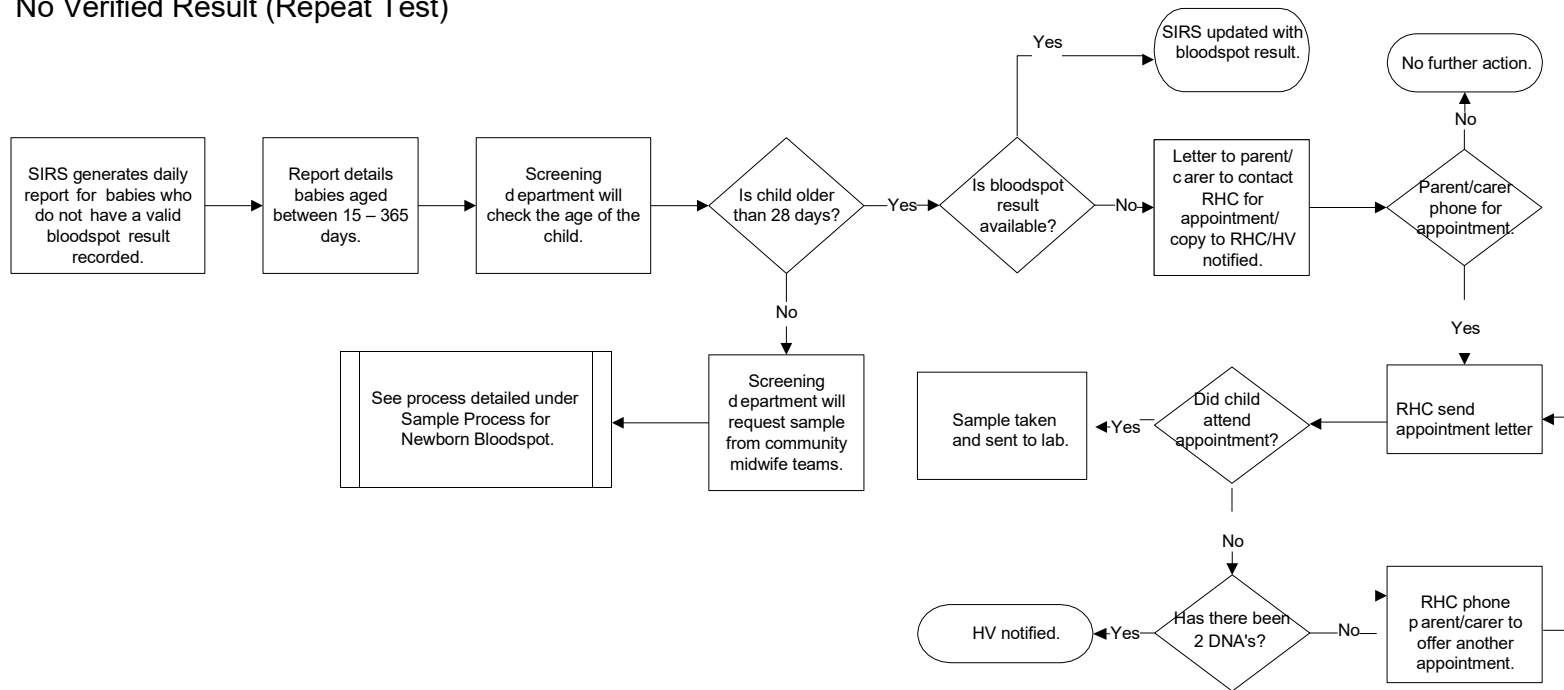 No Verified Result (Repeat Test)
SIRS generates daily
report for babies who
do not have a valid
bloodspot result
recorded.
Report details
babies aged
between 15 – 365
days.
Screening
department will
check the age of the
child.
Is child older
than 28 days?
Yes
No
Is bloodspot
result
available?
Yes
SIRS updated with
bloodspot result.
No
Letter to parent/
carer to contact
RHC for
appointment/
copy to RHC/HV
notified.
Parent/carer
phone for
appointment.
No
No further action.
Yes
See process detailed under
Sample Process for
Newborn Bloodspot.
Screening
department will
request sample
from community
midwife teams.
Sample taken
and sent to lab.
Yes
Did child
attend
appointment?
RHC send
appointment letter
No
HV notified.
Yes
Has there been
2 DNA's?
No
RHC phone
parent/carer to
offer another
appointment.